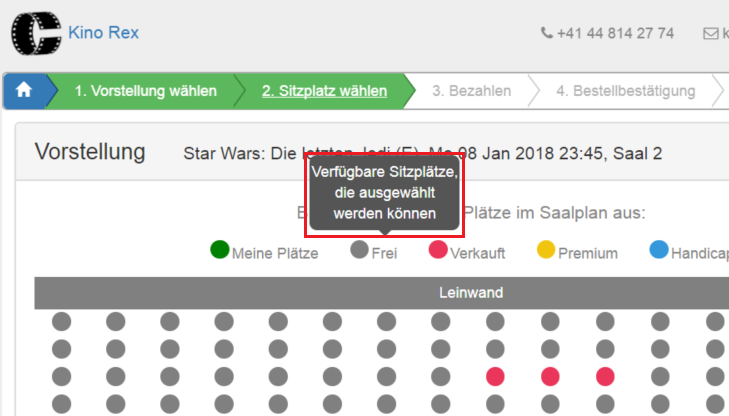 Kino Rex
+41 44 814 27 74
1. Vorstellung wählen
2. Sitzplatz wählen
3. Bezahlen
4. Bestellbestätigung
Vorstellung
Star Wars: Die letzten Jedi (E), Mo 08 Jan 2018 23:45, Saal 2
Verfügbare Sitzplätze,
die ausgewählt
werden können
Plätze im Saalplan aus:
Meine Plätze
Frei
Verkauft
Premium
Handicap
Leinwand